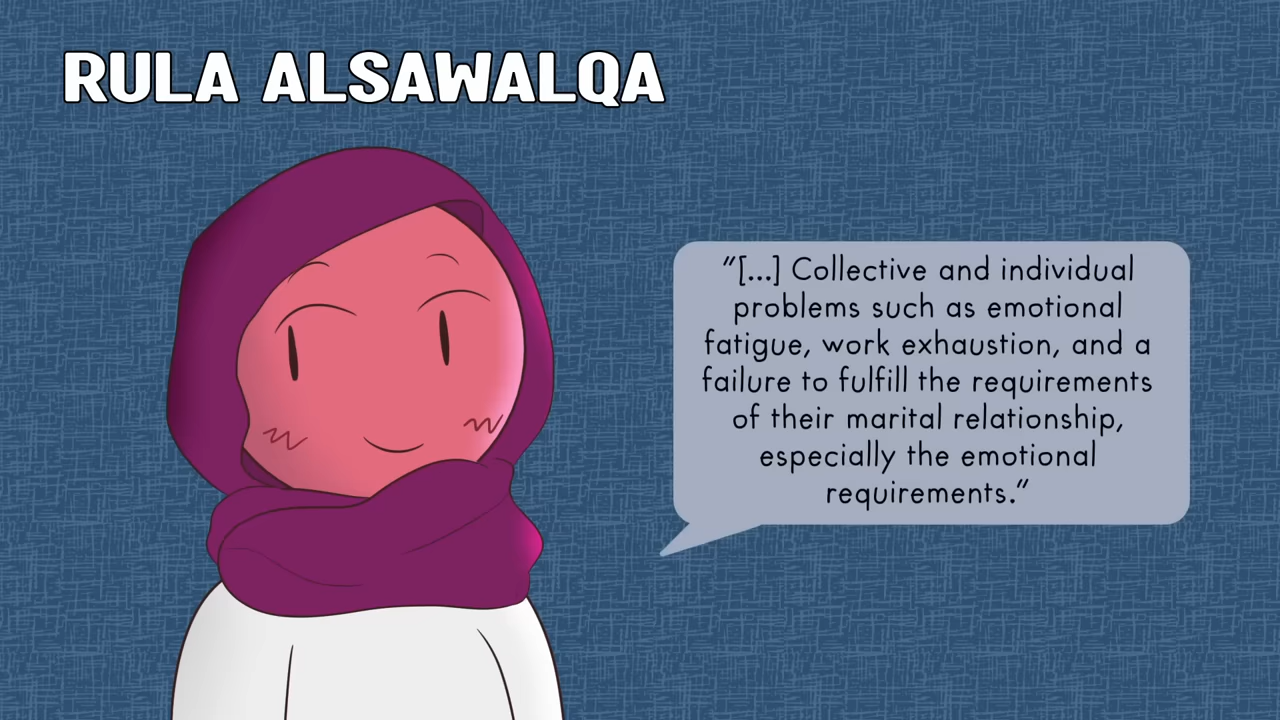 RULA ALSAWALQA
"[...] Collective and individual
problems such as emotional
fatigue, work exhaustion, and a
failure to fulfill the requirements
of their marital relationship,
especially the emotional
requirements."